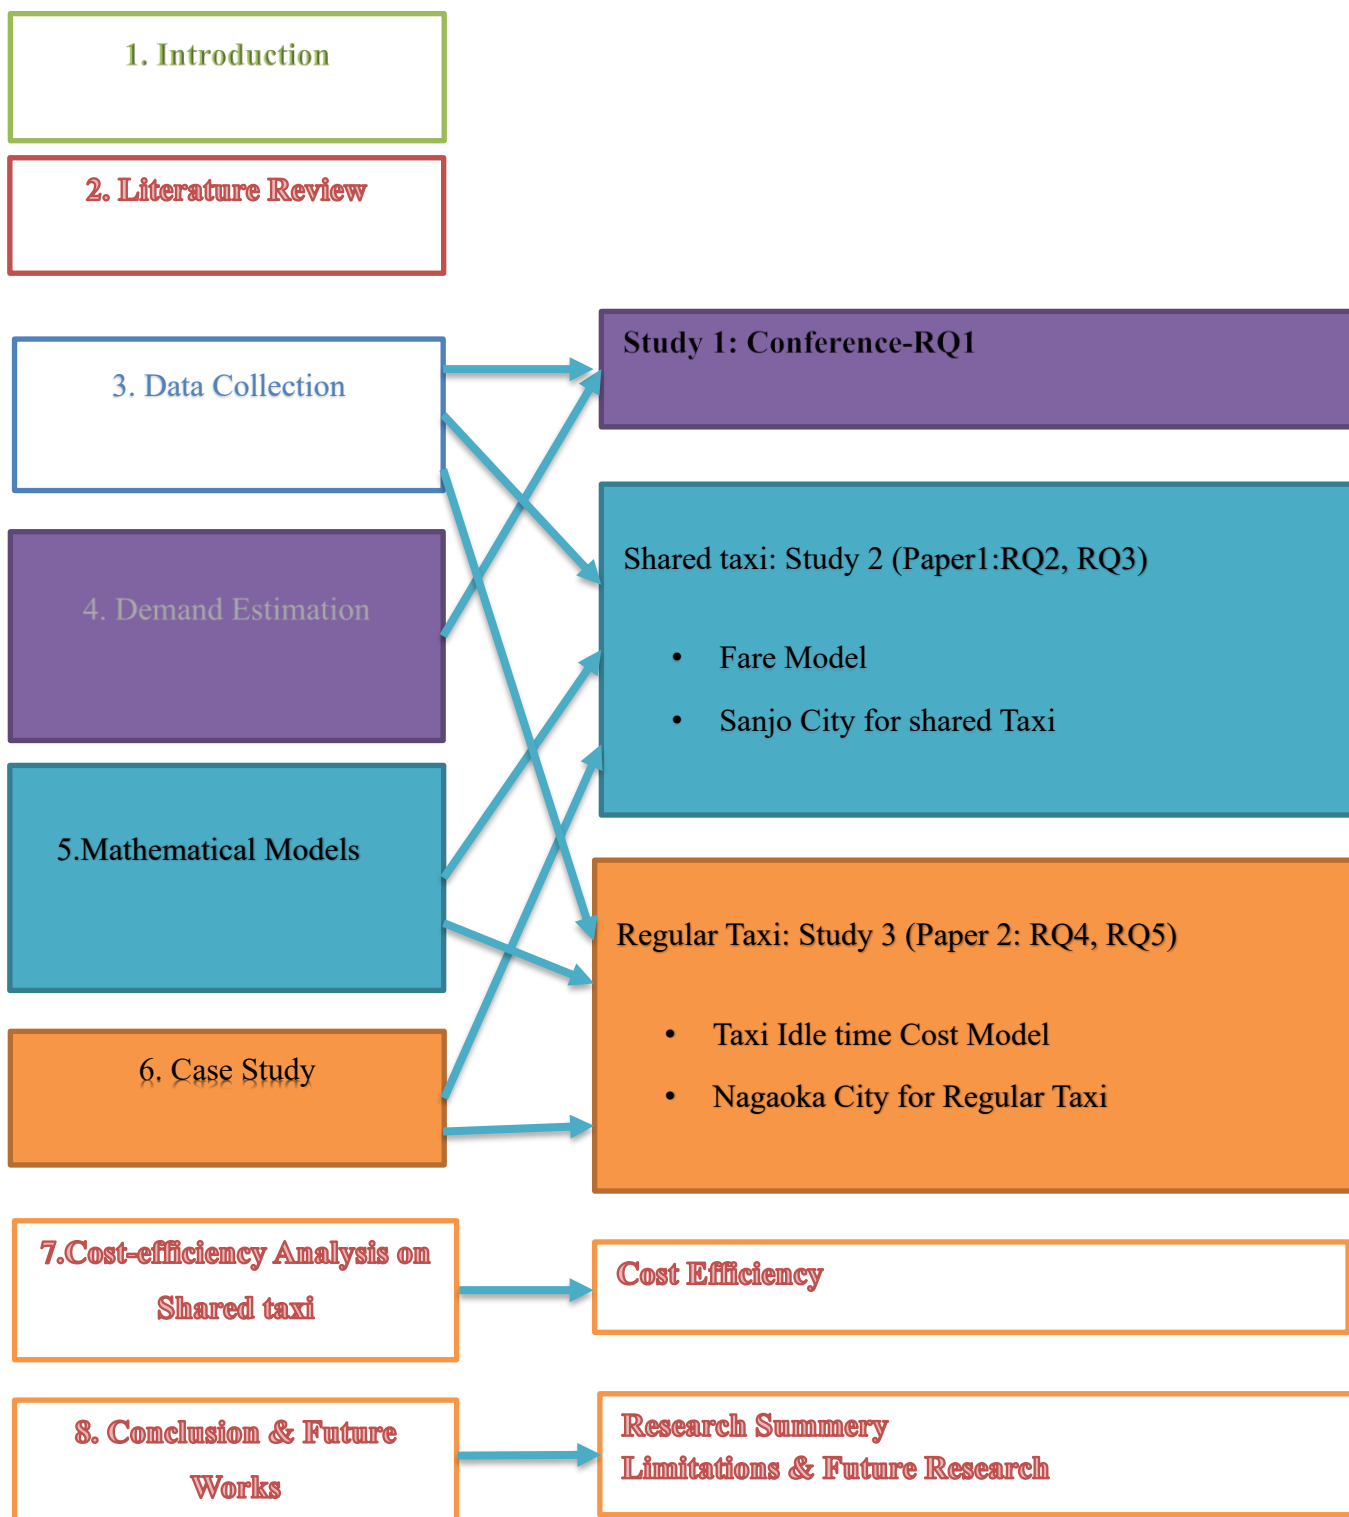 1. Introduction
2. Literature Review
3. Data Collection
4. Demand Estimation
5.Mathematical Models
6. Case Study
7.Cost-efficiency Analysis on
Shared taxi
8. Conclusion & Future
Works
Study 1: Conference-RQ1
Shared taxi: Study 2 (Paper1:RQ2, RQ3)
• Fare Model
• Sanjo City for shared Taxi
Regular Taxi: Study 3 (Paper 2: RQ4, RQ5)
• Taxi Idle time Cost Model
• Nagaoka City for Regular Taxi
Cost Efficiency
Research Summery
Limitations & Future Research